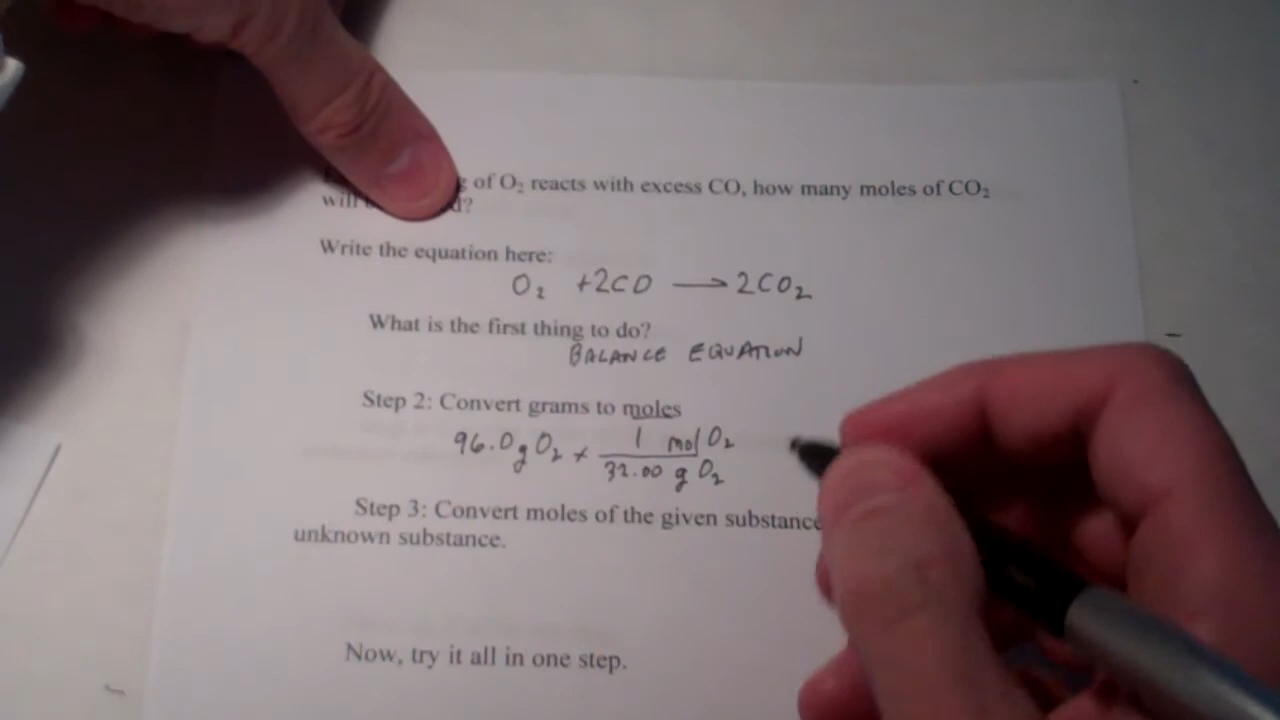 of O₂ reacts with excess CO, how many moles of CO₂
will
Write the equation here:
O₂ +2CO → 2CO₂
What is the first thing to do?
BALANCE EQUATION
Step 2: Convert grams to moles
96.0g O₂ × 1 mol O₂
32.00 g O₂
Step 3: Convert moles of the given substance
unknown substance.
Now, try it all in one step.